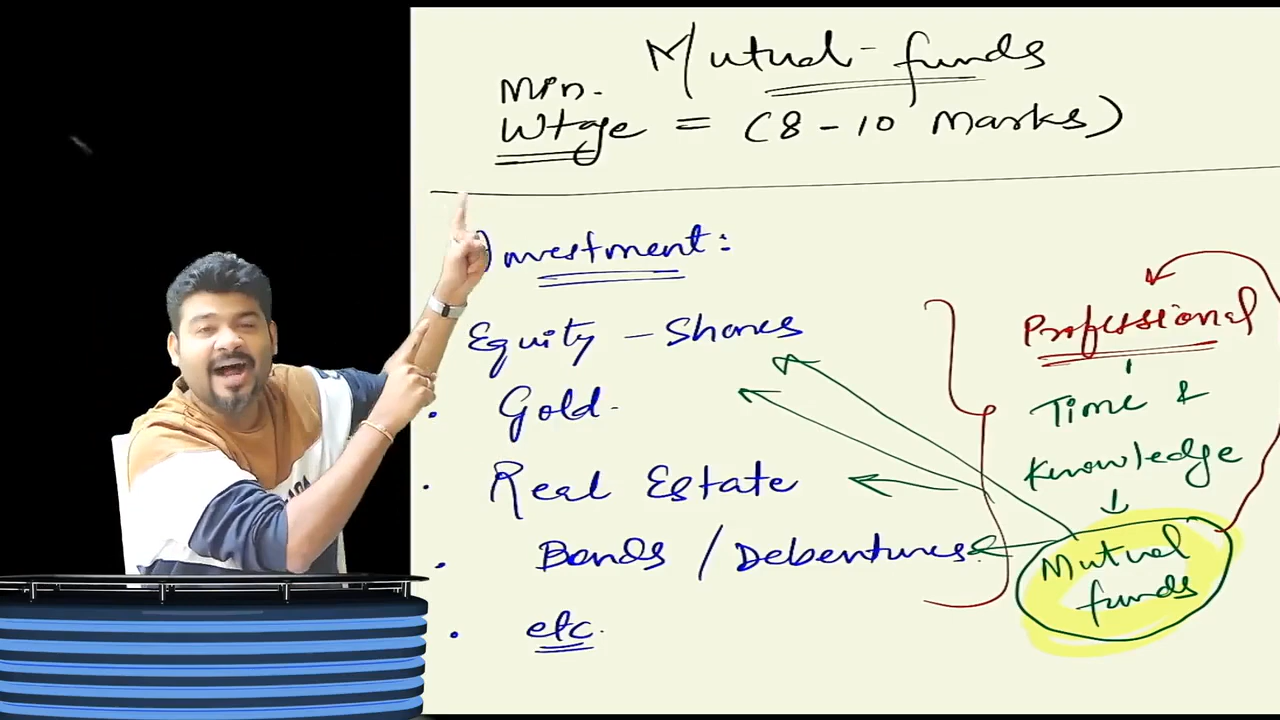 Mutual funds
Min.
Wtage = (8-10 Marks)
Investment:
Equity - Shares
• Gold.
• Real Estate
• Bonds / Debentures.
• etc.
Professional
Time &
Knowledge
Mutual
funds